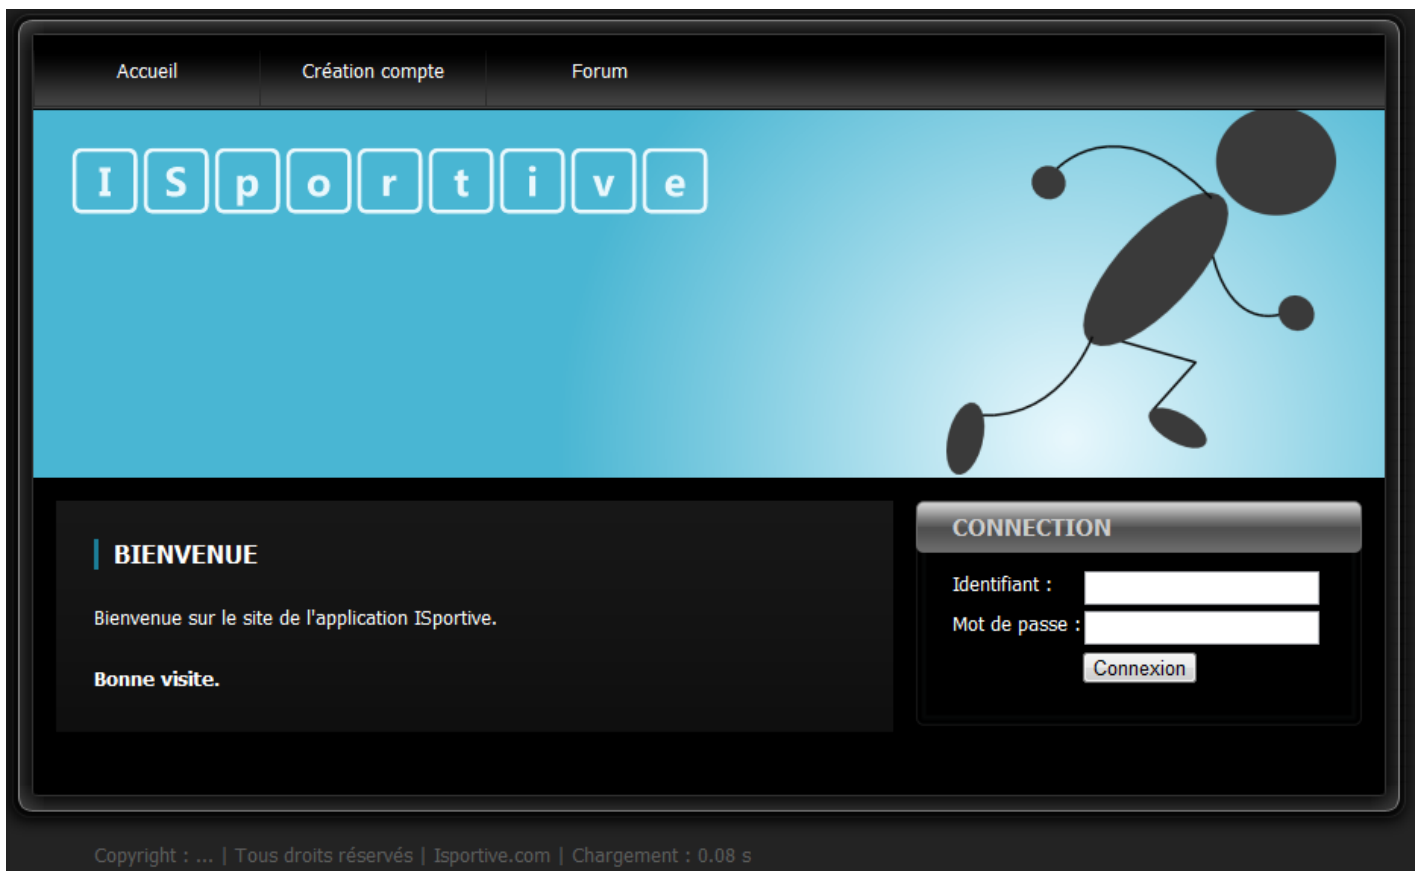 Accueil Création compte Forum
ISportive
BIENVENUE
Bienvenue sur le site de l'application ISportive.
Bonne visite.
CONNECTION
Identifiant :
Mot de passe :
Connexion
Copyright : ... | Tous droits réservés | Isportive.com | Chargement : 0.08 s